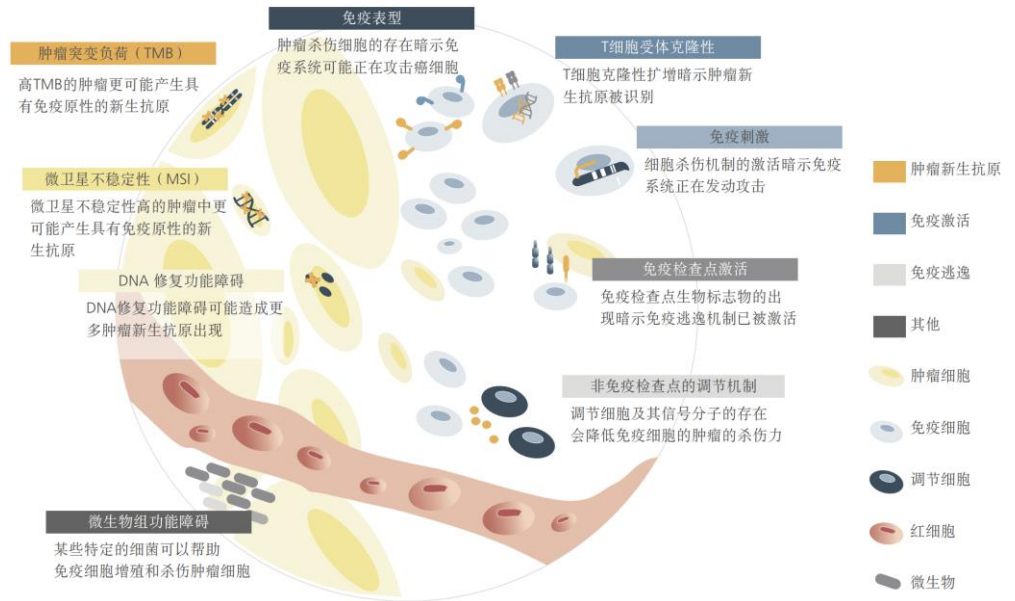 免疫表型
肿瘤杀伤细胞的存在暗示免
疫系统可能正在攻击癌细胞
肿瘤突变负荷（TMB）
高TMB的肿瘤更可能产生具
有免疫原性的新生抗原
T细胞受体克隆性
T细胞克隆性扩增暗示肿瘤新
生抗原被识别
免疫刺激
细胞杀伤机制的激活暗示免疫
系统正在发动攻击
微卫星不稳定性（MSI）
微卫星不稳定性高的肿瘤中更
可能产生具有免疫原性的新
生抗原
DNA 修复功能障碍
DNA修复功能障碍可能造成更
多肿瘤新生抗原出现
免疫检查点激活
免疫检查点生物标志物的出
现暗示免疫逃逸机制已被激活
非免疫检查点的调节机制
调节细胞及其信号分子的存在
会降低免疫细胞的肿瘤的杀伤力
微生物组功能障碍
某些特定的细菌可以帮助
免疫细胞增殖和杀伤肿瘤细胞
肿瘤新生抗原
免疫激活
免疫逃逸
其他
肿瘤细胞
免疫细胞
调节细胞
红细胞
微生物